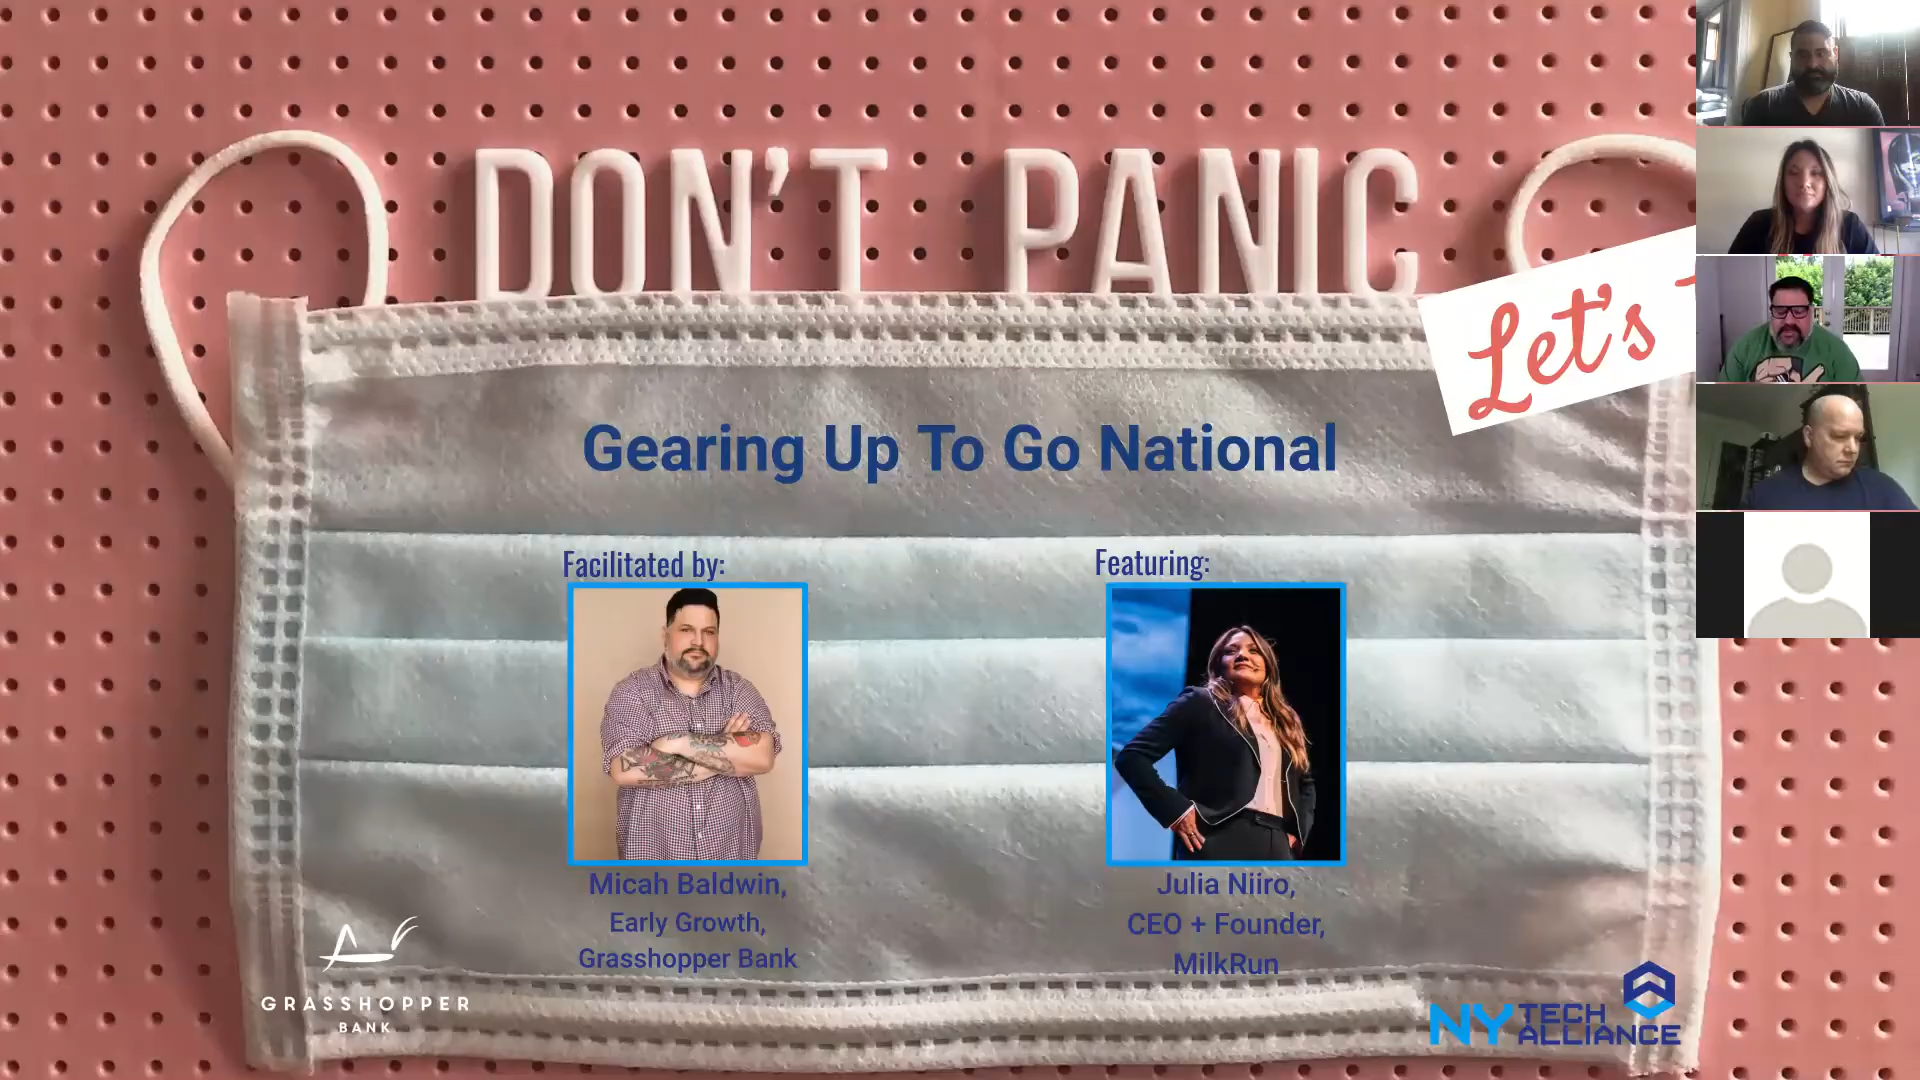 DON'T PANIC
Let's
Gearing Up To Go National
Facilitated by:
Featuring:
Micah Baldwin,
Early Growth,
Grasshopper Bank
Julia Niiro,
CEO + Founder,
MilkRun
GRASSHOPPER
BANK
NY TECH
ALLIANCE